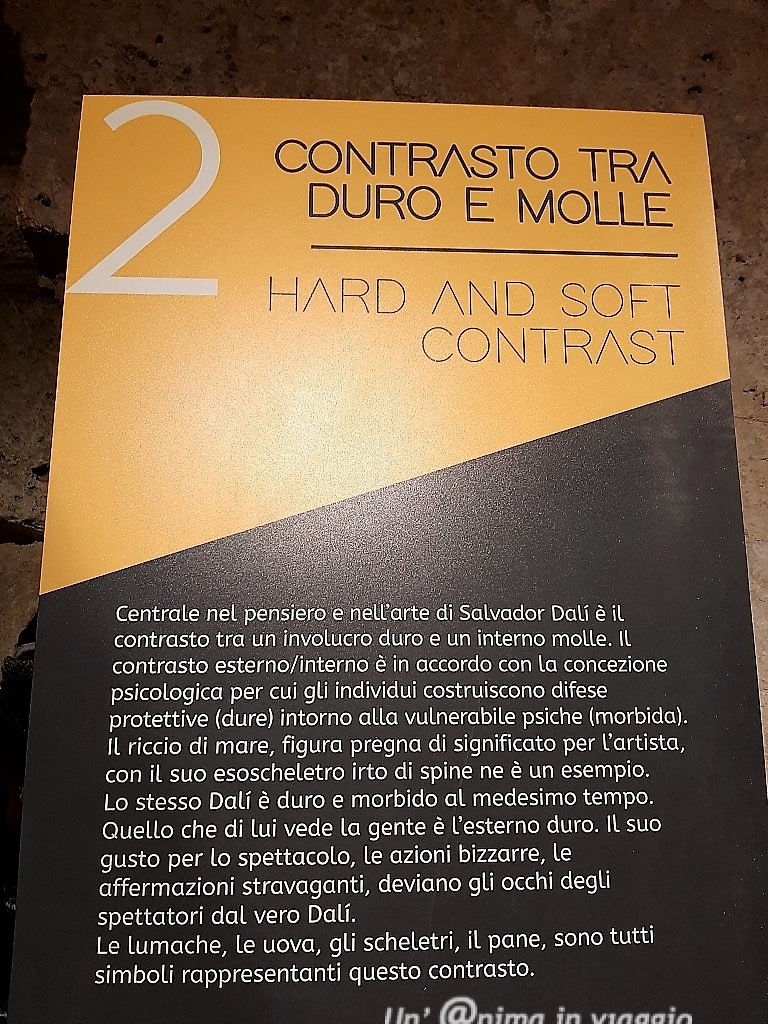 2
CONTRASTO TRA
DURO E MOLLE
HARD AND SOFT
CONTRAST
Centrale nel pensiero e nell'arte di Salvador Dalí è il
contrasto tra un involucro duro e un interno molle. Il
contrasto esterno/interno è in accordo con la concezione
psicologica per cui gli individui costruiscono difese
protettive (dure) intorno alla vulnerabile psiche (morbida).
Il riccio di mare, figura pregna di significato per l'artista,
con il suo esoscheletro irto di spine ne è un esempio.
Lo stesso Dalí è duro e morbido al medesimo tempo.
Quello che di lui vede la gente è l'esterno duro. Il suo
gusto per lo spettacolo, le azioni bizzarre, le
affermazioni stravaganti, deviano gli occhi degli
spettatori dal vero Dalí.
Le lumache, le uova, gli scheletri, il pane, sono tutti
simboli rappresentanti questo contrasto.
Un' @nima in viaggio